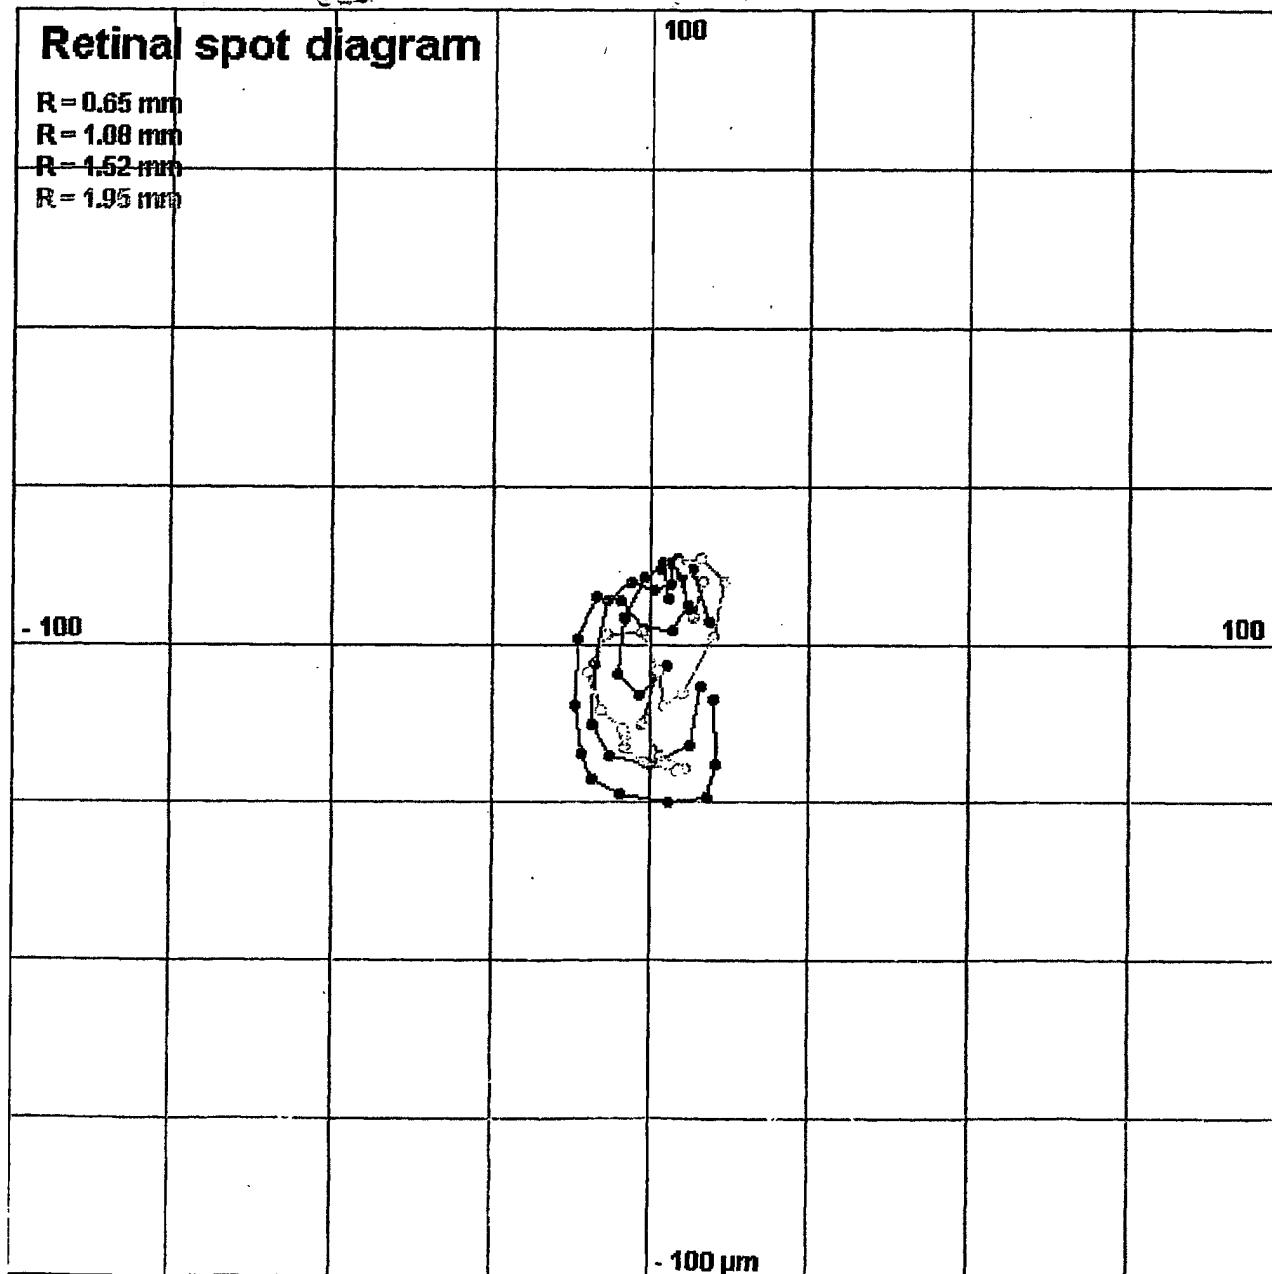 Retinal spot diagram
100
R = 0.65 mm
R = 1.08 mm
R = 1.52 mm
R = 1.95 mm
- 100
100
- 100 µm